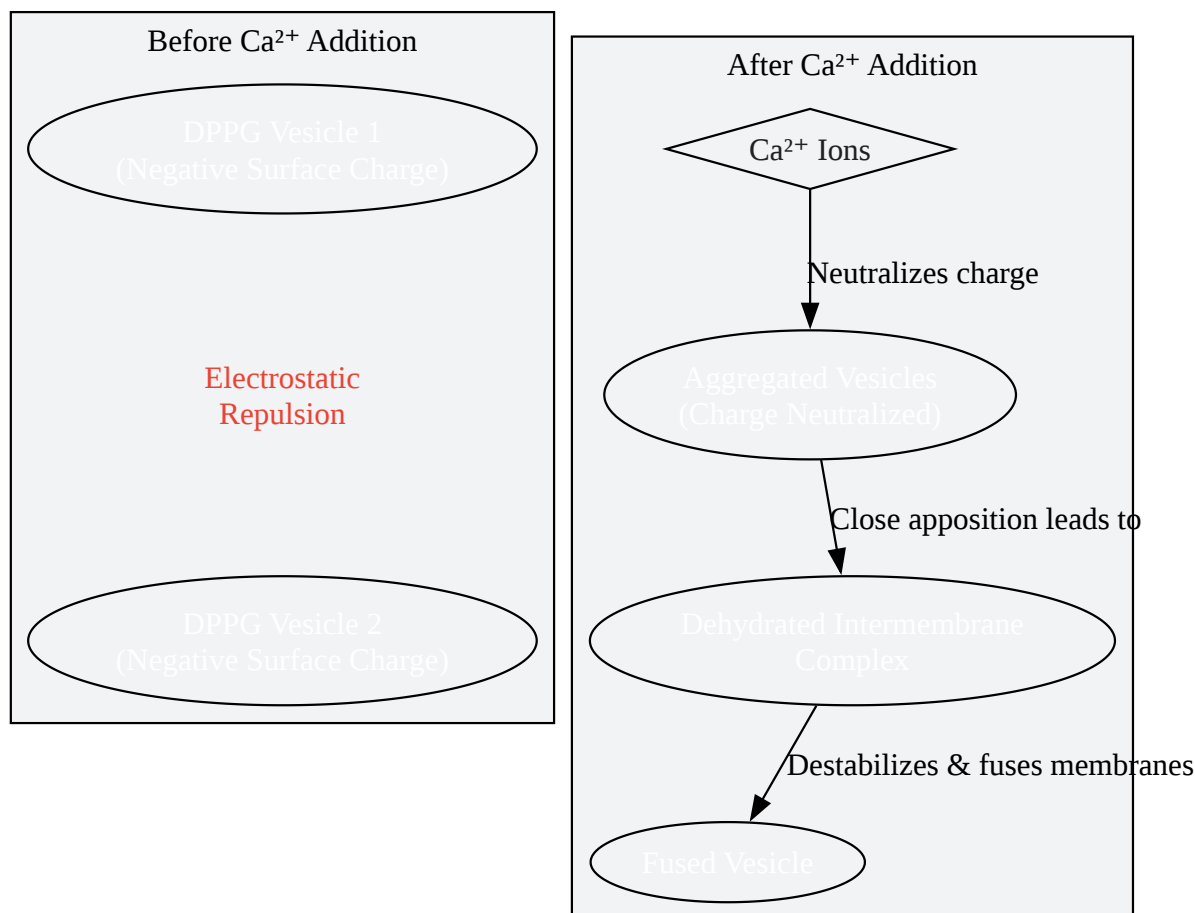 Before Ca²⁺ Addition
DPPG Vesicle 1
(Negative Surface Charge)
Electrostatic
Repulsion
DPPG Vesicle 2
(Negative Surface Charge)
After Ca²⁺ Addition
Ca²⁺ Ions
Neutralizes charge
Aggregated Vesicles
(Charge Neutralized)
Close apposition leads to
Dehydrated Intermembrane
Complex
Destabilizes & fuses membranes
Fused Vesicle